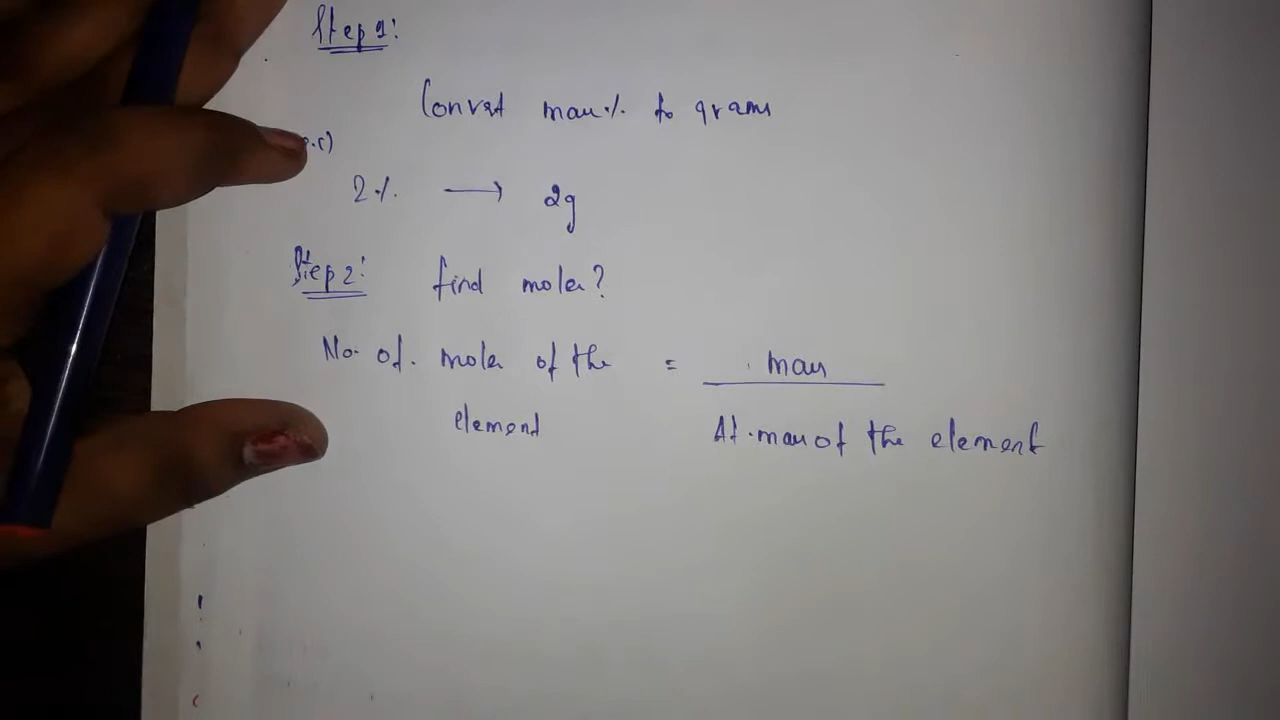 Step 1:
Convert mass% to grams
2% → 2g
Step 2: find moles?
No. of. moles of the = mass
element At. mass of the element